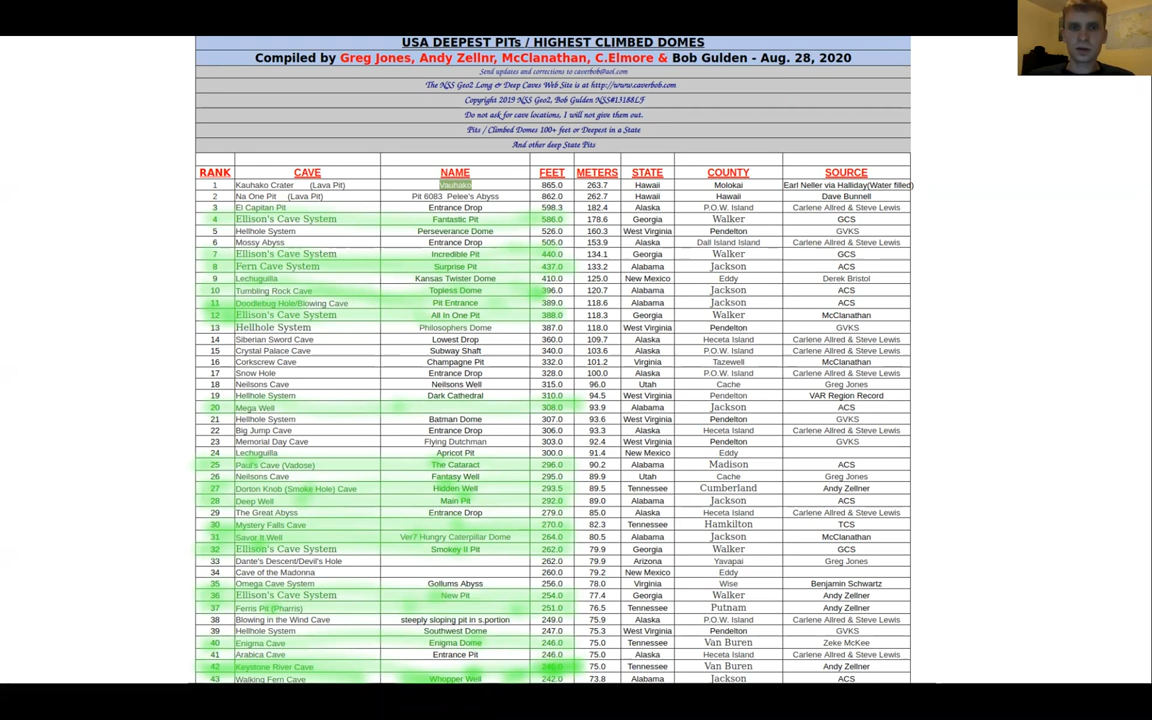 USA DEEPEST PITs / HIGHEST CLIMBED DOMES
Compiled by Greg Jones, Andy Zellnr, McClanathan, C.Elmore & Bob Gulden - Aug. 28, 2020
Send updates and corrections to caverbob@aol.com
The NSS Geo2 Long & Deep Caves Web Site is at http://www.caverbob.com
Copyright 2019 NSS Geo2, Bob Gulden NSS#13188LF
Do not ask for cave locations, I will not give them out.
Pits / Climbed Domes 100+ feet or Deepest in a State
And other deep State Pits
RANK CAVE NAME FEET METERS STATE COUNTY SOURCE
1 Kauhako Crater (Lava Pit) Vauhako 865.0 263.7 Hawaii Molokai Earl Neller via Halliday(Water filled)
2 Na One Pit (Lava Pit) Pit 6083 Pelee's Abyss 862.0 262.7 Hawaii Hawaii Dave Bunnell
3 El Capitan Pit Entrance Drop 598.3 182.4 Alaska P.O.W. Island Carlene Allred & Steve Lewis
4 Ellison's Cave System Fantastic Pit 586.0 178.6 Georgia Walker GCS
5 Hellhole System Perseverance Dome 526.0 160.3 West Virginia Pendelton GVKS
6 Mossy Abyss Entrance Drop 505.0 153.9 Alaska Dall Island Island Carlene Allred & Steve Lewis
7 Ellison's Cave System Incredible Pit 440.0 134.1 Georgia Walker GCS
8 Fern Cave System Surprise Pit 437.0 133.2 Alabama Jackson ACS
9 Lechuguilla Kansas Twister Dome 410.0 125.0 New Mexico Eddy Derek Bristol
10 Tumbling Rock Cave Topless Dome 396.0 120.7 Alabama Jackson ACS
11 Doodlebug Hole/Blowing Cave Pit Entrance 389.0 118.6 Alabama Jackson ACS
12 Ellison's Cave System All In One Pit 388.0 118.3 Georgia Walker McClanathan
13 Hellhole System Philosophers Dome 387.0 118.0 West Virginia Pendelton GVKS
14 Siberian Sword Cave Lowest Drop 360.0 109.7 Alaska Heceta Island Carlene Allred & Steve Lewis
15 Crystal Palace Cave Subway Shaft 340.0 103.6 Alaska P.O.W. Island Carlene Allred & Steve Lewis
16 Corkscrew Cave Champagne Pit 332.0 101.2 Virginia Tazewell McClanathan
17 Snow Hole Entrance Drop 328.0 100.0 Alaska P.O.W. Island Carlene Allred & Steve Lewis
18 Neilsons Cave Neilsons Well 315.0 96.0 Utah Cache Greg Jones
19 Hellhole System Dark Cathedral 310.0 94.5 West Virginia Pendelton VAR Region Record
20 Mega Well 308.0 93.9 Alabama Jackson ACS
21 Hellhole System Batman Dome 307.0 93.6 West Virginia Pendelton GVKS
22 Big Jump Cave Entrance Drop 306.0 93.3 Alaska Heceta Island Carlene Allred & Steve Lewis
23 Memorial Day Cave Flying Dutchman 303.0 92.4 West Virginia Pendelton GVKS
24 Lechuguilla Apricot Pit 300.0 91.4 New Mexico Eddy
25 Paul's Cave (Vadose) The Cataract 296.0 90.2 Alabama Madison ACS
26 Neilsons Cave Fantasy Well 295.0 89.9 Utah Cache Greg Jones
27 Dorton Knob (Smoke Hole) Cave Hidden Well 293.5 89.5 Tennessee Cumberland Andy Zellner
28 Deep Well Main Pit 292.0 89.0 Alabama Jackson ACS
29 The Great Abyss Entrance Drop 279.0 85.0 Alaska Heceta Island Carlene Allred & Steve Lewis
30 Mystery Falls Cave 270.0 82.3 Tennessee Hamkilton TCS
31 Savor It Well Ver7 Hungry Caterpillar Dome 264.0 80.5 Alabama Jackson McClanathan
32 Ellison's Cave System Smokey II Pit 262.0 79.9 Georgia Walker GCS
33 Dante's Descent/Devil's Hole 262.0 79.9 Arizona Yavapai Greg Jones
34 Cave of the Madonna 260.0 79.2 New Mexico Eddy
35 Omega Cave System Gollums Abyss 256.0 78.0 Virginia Wise Benjamin Schwartz
36 Ellison's Cave System New Pit 254.0 77.4 Georgia Walker Andy Zellner
37 Ferris Pit (Pharris) 251.0 76.5 Tennessee Putnam Andy Zellner
38 Blowing in the Wind Cave steeply sloping pit in s.portion 249.0 75.9 Alaska P.O.W. Island Carlene Allred & Steve Lewis
39 Hellhole System Southwest Dome 247.0 75.3 West Virginia Pendelton GVKS
40 Enigma Cave Enigma Dome 246.0 75.0 Tennessee Van Buren Zeke McKee
41 Arabica Cave Entrance Pit 246.0 75.0 Alaska Heceta Island Carlene Allred & Steve Lewis
42 Keystone River Cave 75.0 Tennessee Van Buren Andy Zellner
43 Walking Fern Cave Whopper Well 242.0 73.8 Alabama Jackson ACS